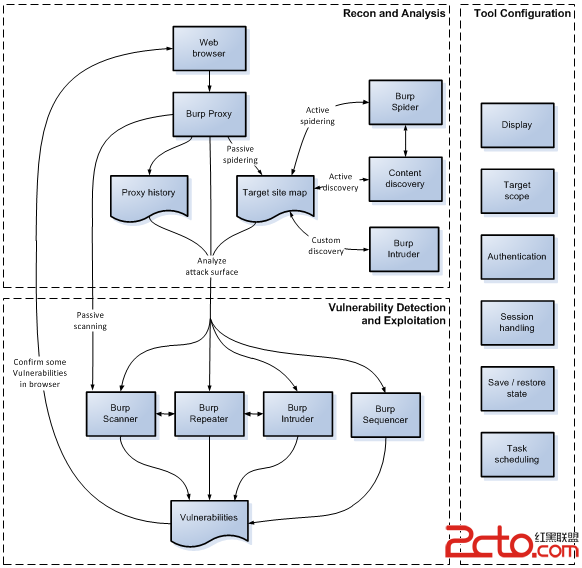 Recon and Analysis
Tool Configuration
Web
browser
Burp Proxy
Burp
Spider
Active
spidering
Passive
spidering
Display
Proxy history
Target site map
Active
discovery
Content
discovery
Target
scope
Custom
discovery
Burp
Intruder
Authentication
Analyze
attack surface
Vulnerability Detection
and Exploitation
Passive
scanning
Session
handling
Confirm some
Vulnerabilities
in browser
Burp
Scanner
Burp
Repeater
Burp
Intruder
Burp
Sequencer
Save / restore
state
Task
scheduling
Vulnerabilities
2cto.com
红黑联盟